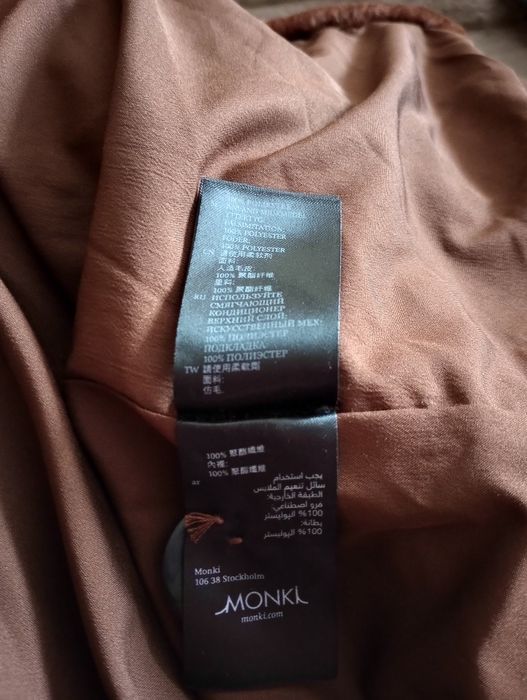 100% POLYESTER
FODER:
100% POLYESTER
CN 请使用柔软剂
面料:
人造毛皮
100% 聚酯纤维
里料:
100% 聚酯纤维
RU ИСПОЛЬЗУЙТЕ
СМЯГЧАЮЩИЙ
КОНДИЦИОНЕР
ВЕРХНИЙ СЛОЙ:
ИСКУССТВЕННЫЙ МЕХ:
100% ПОЛИЭСТЕР
ПОДКЛАДКА
100% ПОЛИЭСТЕР
TW 請使用柔軟劑
面料:
仿毛
100% 聚酯纖維
內裡:
100% 聚酯纖維
ar يجب استخدام
سائل تنعيم الملابس
الطبقة الخارجية:
فرو اصطناعي:
100% البوليستر
بطانة:
100% البوليستر
Monki
106 38 Stockholm
MONKI
monki.com